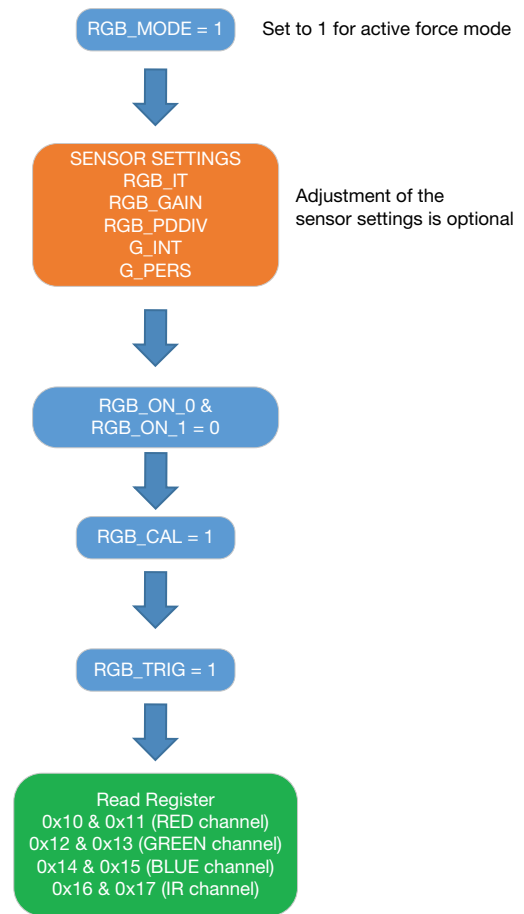 RGB_MODE = 1
Set to 1 for active force mode
SENSOR SETTINGS
RGB_IT
RGB_GAIN
RGB_PDDIV
G_INT
G_PERS
Adjustment of the
sensor settings is optional
RGB_ON_0 &
RGB_ON_1 = 0
RGB_CAL = 1
RGB_TRIG = 1
Read Register
0x10 & 0x11 (RED channel)
0x12 & 0x13 (GREEN channel)
0x14 & 0x15 (BLUE channel)
0x16 & 0x17 (IR channel)